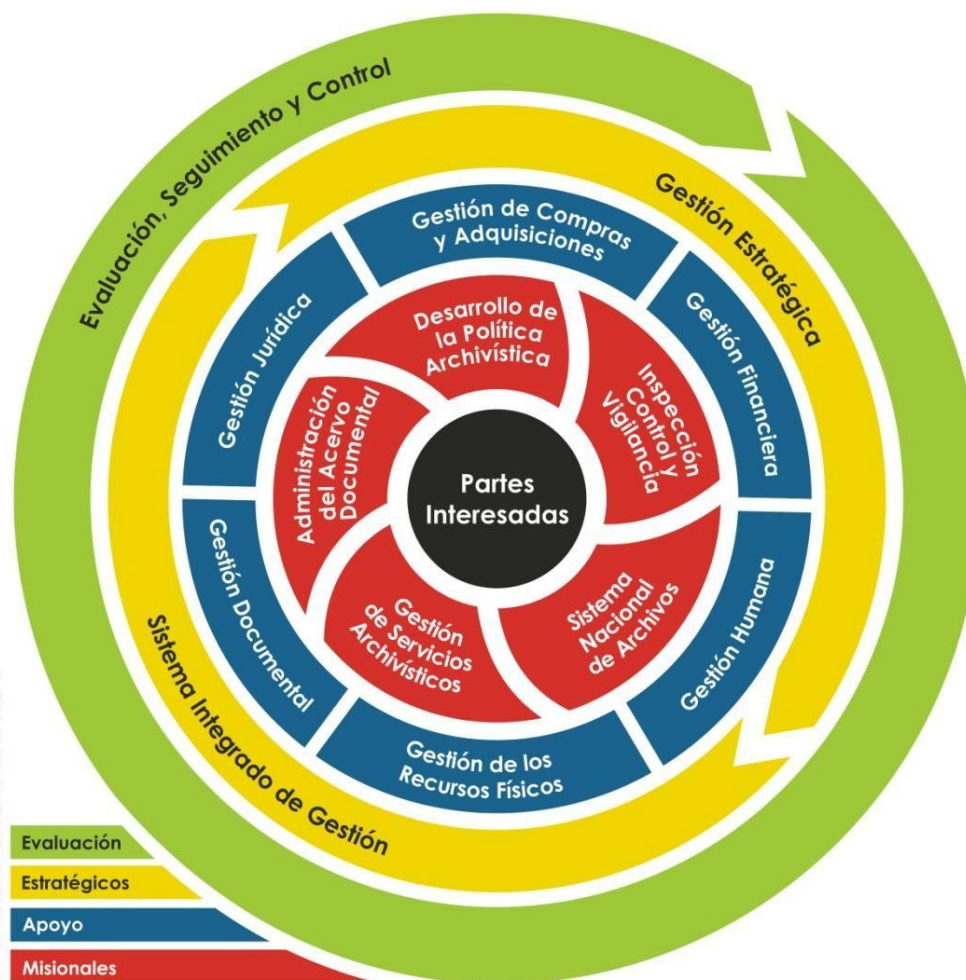 Evaluación, Seguimiento y Control
Gestión Estratégica
Sistema Integrado de Gestión
Gestión de Compras
y Adquisiciones
Gestión Financiera
Gestión Humana
Gestión de los
Recursos Físicos
Gestión Documental
Gestión Jurídica
Desarrollo de
la Política
Archivística
Inspección
Control y
Vigilancia
Sistema
Nacional
de Archivos
Gestión
de Servicios
Archivísticos
Administración
del Acervo
Documental
Partes
Interesadas
Evaluación
Estratégicos
Apoyo
Misionales